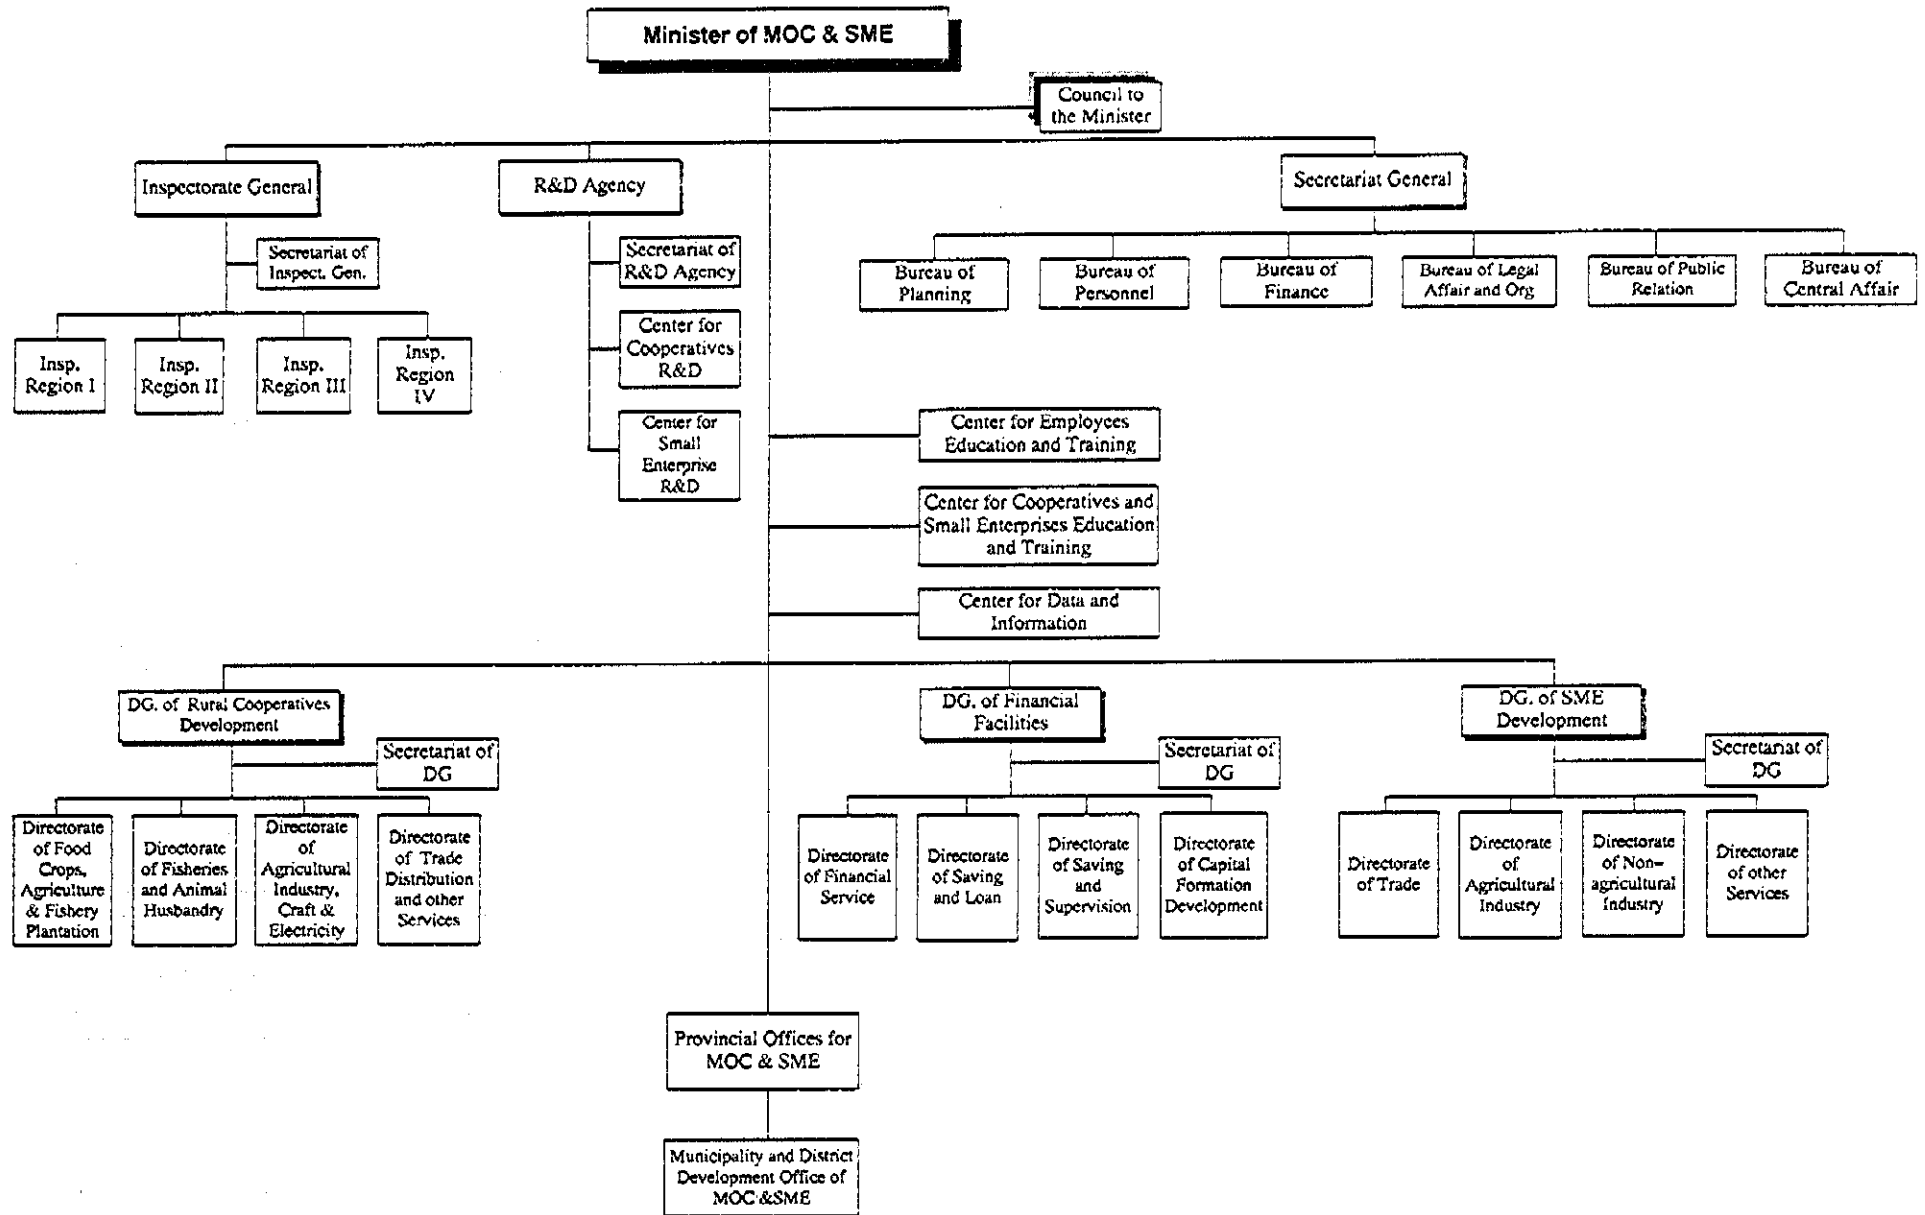 Minister of MOC & SME
Council to
the Minister
Inspectorate General
R&D Agency
Secretariat General
Secretariat of
Inspect. Gen.
Secretariat of
R&D Agency
Bureau of
Planning
Bureau of
Personnel
Bureau of
Finance
Bureau of Legal
Affair and Org
Bureau of Public
Relation
Bureau of
Central Affair
Insp.
Region I
Insp.
Region II
Insp.
Region III
Insp.
Region
IV
Center for
Cooperatives
R&D
Center for
Small
Enterprise
R&D
Center for Employees
Education and Training
Center for Cooperatives and
Small Enterprises Education
and Training
Center for Data and
Information
DG. of Rural Cooperatives
Development
DG. of Financial
Facilities
DG. of SME
Development
Secretariat of
DG
Secretariat of
DG
Secretariat of
DG
Directorate
of Food
Crops,
Agriculture
& Fishery
Plantation
Directorate
of Fisheries
and Animal
Husbandry
Directorate
of
Agricultural
Industry,
Craft &
Electricity
Directorate
of Trade
Distribution
and other
Services
Directorate
of Financial
Service
Directorate
of Saving
and Loan
Directorate
of Saving
and
Supervision
Directorate
of Capital
Formation
Development
Directorate
of Trade
Directorate
of
Agricultural
Industry
Directorate
of Non-
agricultural
Industry
Directorate
of other
Services
Provincial Offices for
MOC & SME
Municipality and District
Development Office of
MOC &SME